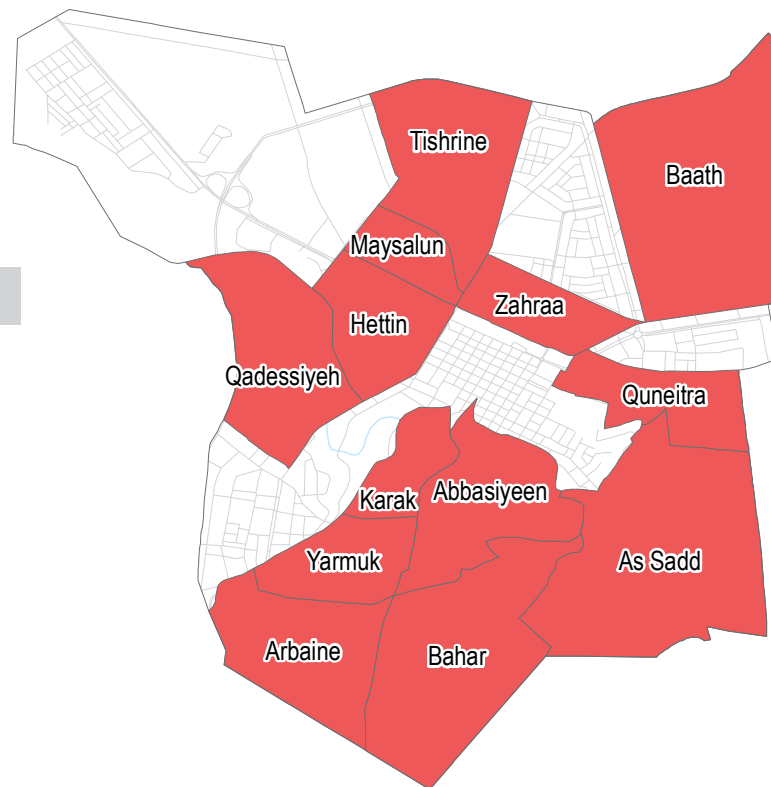 Tishrine
Baath
Maysalun
Zahraa
Hettin
Qadessiyeh
Quneitra
Abbasiyeen
Karak
Yarmuk
As Sadd
Arbaine
Bahar